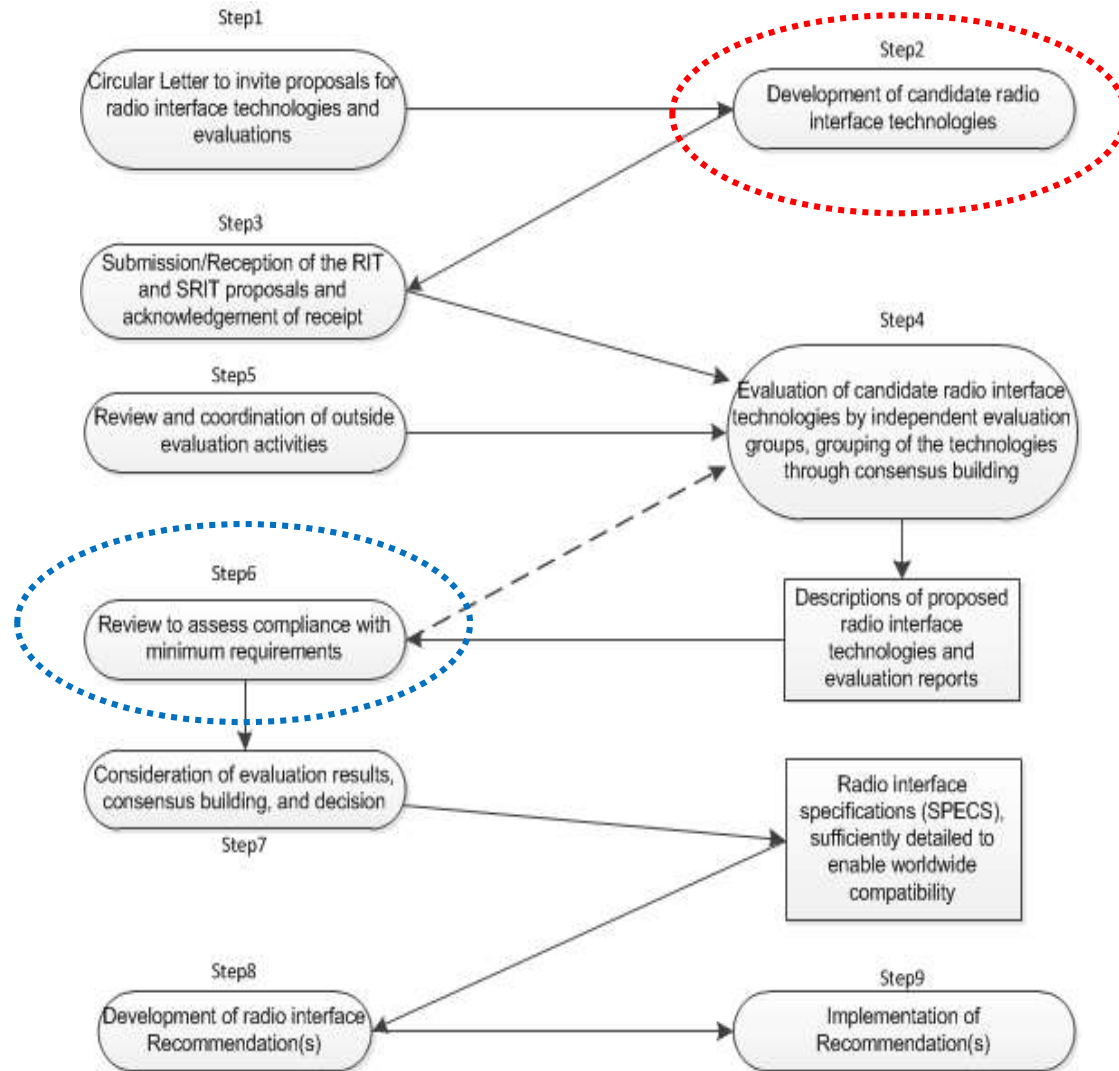 Step1
Circular Letter to invite proposals for
radio interface technologies and
evaluations
Step2
Development of candidate radio
interface technologies
Step3
Submission/Reception of the RIT
and SRIT proposals and
acknowledgement of receipt
Step4
Evaluation of candidate radio interface
technologies by independent evaluation
groups, grouping of the technologies
through consensus building
Step5
Review and coordination of outside
evaluation activities
Step6
Review to assess compliance with
minimum requirements
Descriptions of proposed
radio interface
technologies and
evaluation reports
Consideration of evaluation results,
consensus building, and decision
Step7
Radio interface
specifications (SPECS),
sufficiently detailed to
enable worldwide
compatibility
Step8
Development of radio interface
Recommendation(s)
Step9
Implementation of
Recommendation(s)